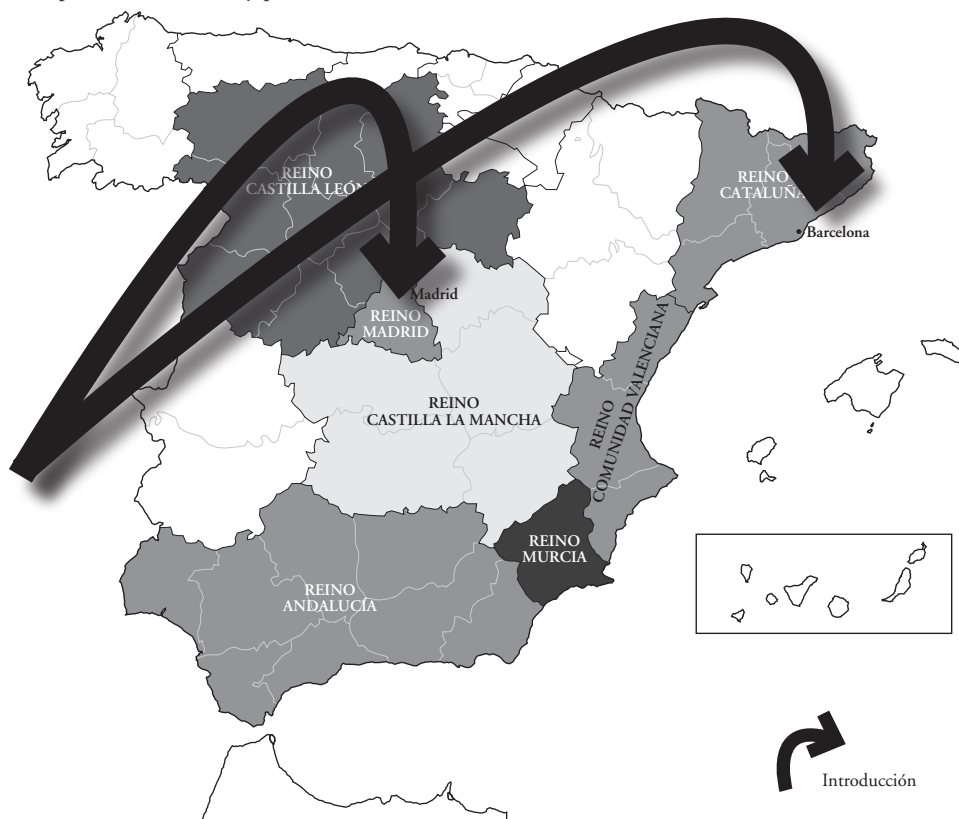 REINO
CASTILLA LEÓN
REINO
CATALUÑA
Barcelona
Madrid
REINO
MADRID
REINO
COMUNIDAD VALENCIANA
REINO
CASTILLA LA MANCHA
REINO
MURCIA
REINO
ANDALUCÍA
Introducción